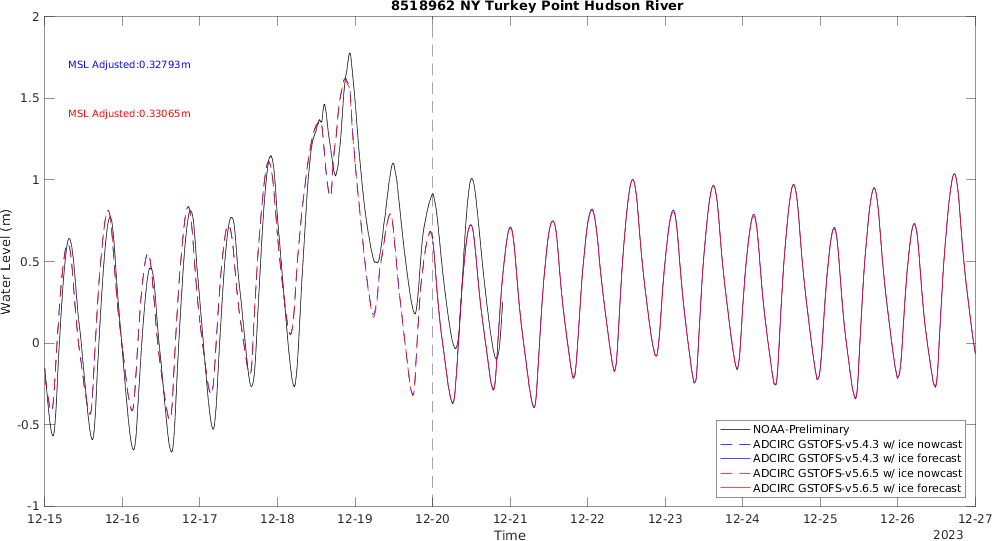 8518962 NY Turkey Point Hudson River
MSL Adjusted:0.32793m
MSL Adjusted:0.33065m
Water Level (m)
2
1.5
1
0.5
0
-0.5
-1
NOAA-Preliminary
ADCIRC GSTOFS-v5.4.3 w/ ice nowcast
ADCIRC GSTOFS-v5.4.3 w/ ice forecast
ADCIRC GSTOFS-v5.6.5 w/ ice nowcast
ADCIRC GSTOFS-v5.6.5 w/ ice forecast
12-15 12-16 12-17 12-18 12-19 12-20 12-21 12-22 12-23 12-24 12-25 12-26 12-27
Time
2023